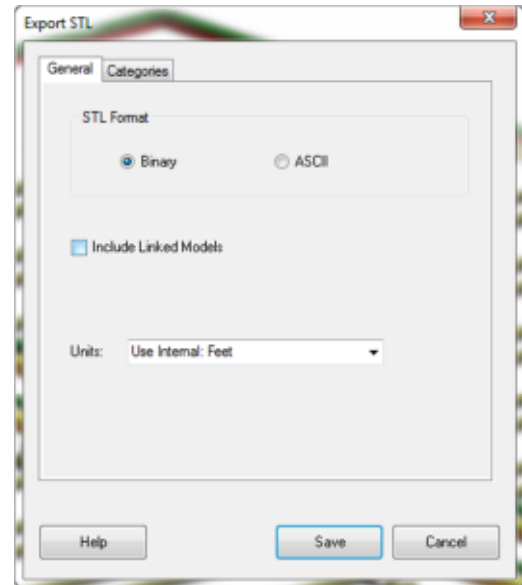 Export STL
General Categories
STL Format
Binary ASCII
Include Linked Models
Units: Use Internal: Feet
Help Save Cancel